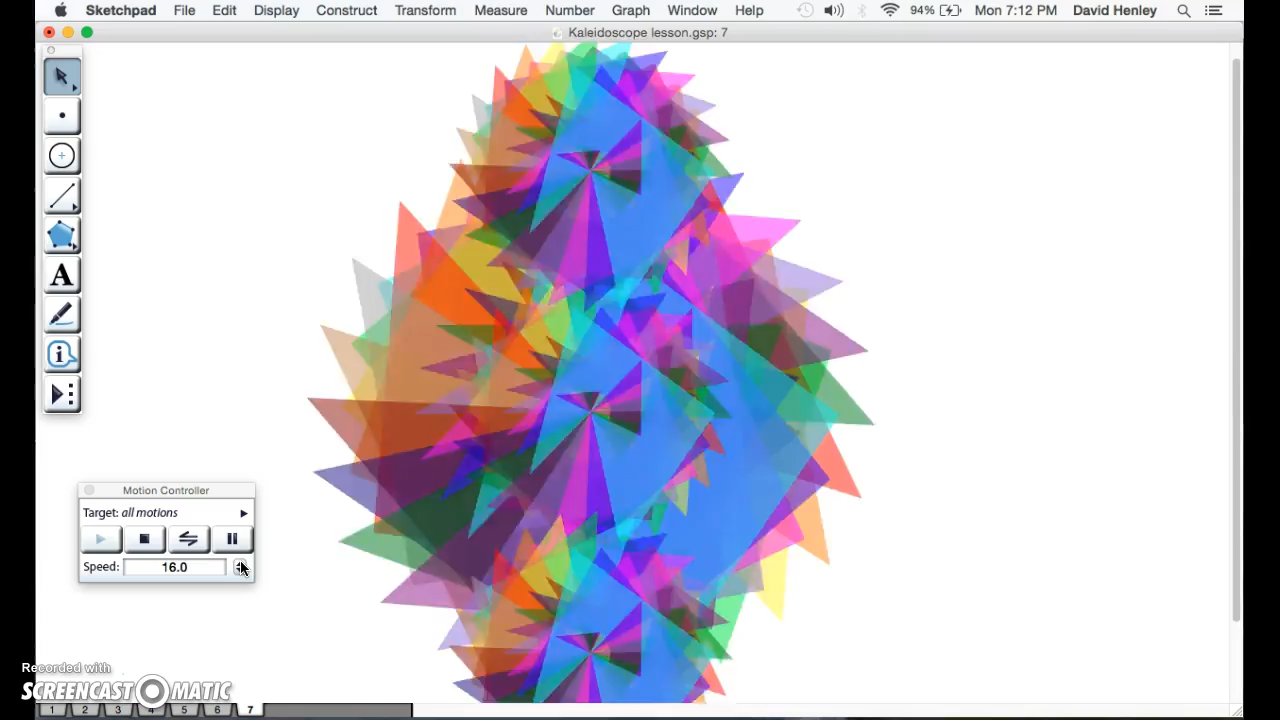 Sketchpad File Edit Display Construct Transform Measure Number Graph Window Help 94% Mon 7:12 PM David Henley
Kaleidoscope lesson.gsp: 7
A
Motion Controller
Target: all motions
Speed: 16.0
Recorded with
SCREENCAST O MATIC
1 2 3 4 5 6 7